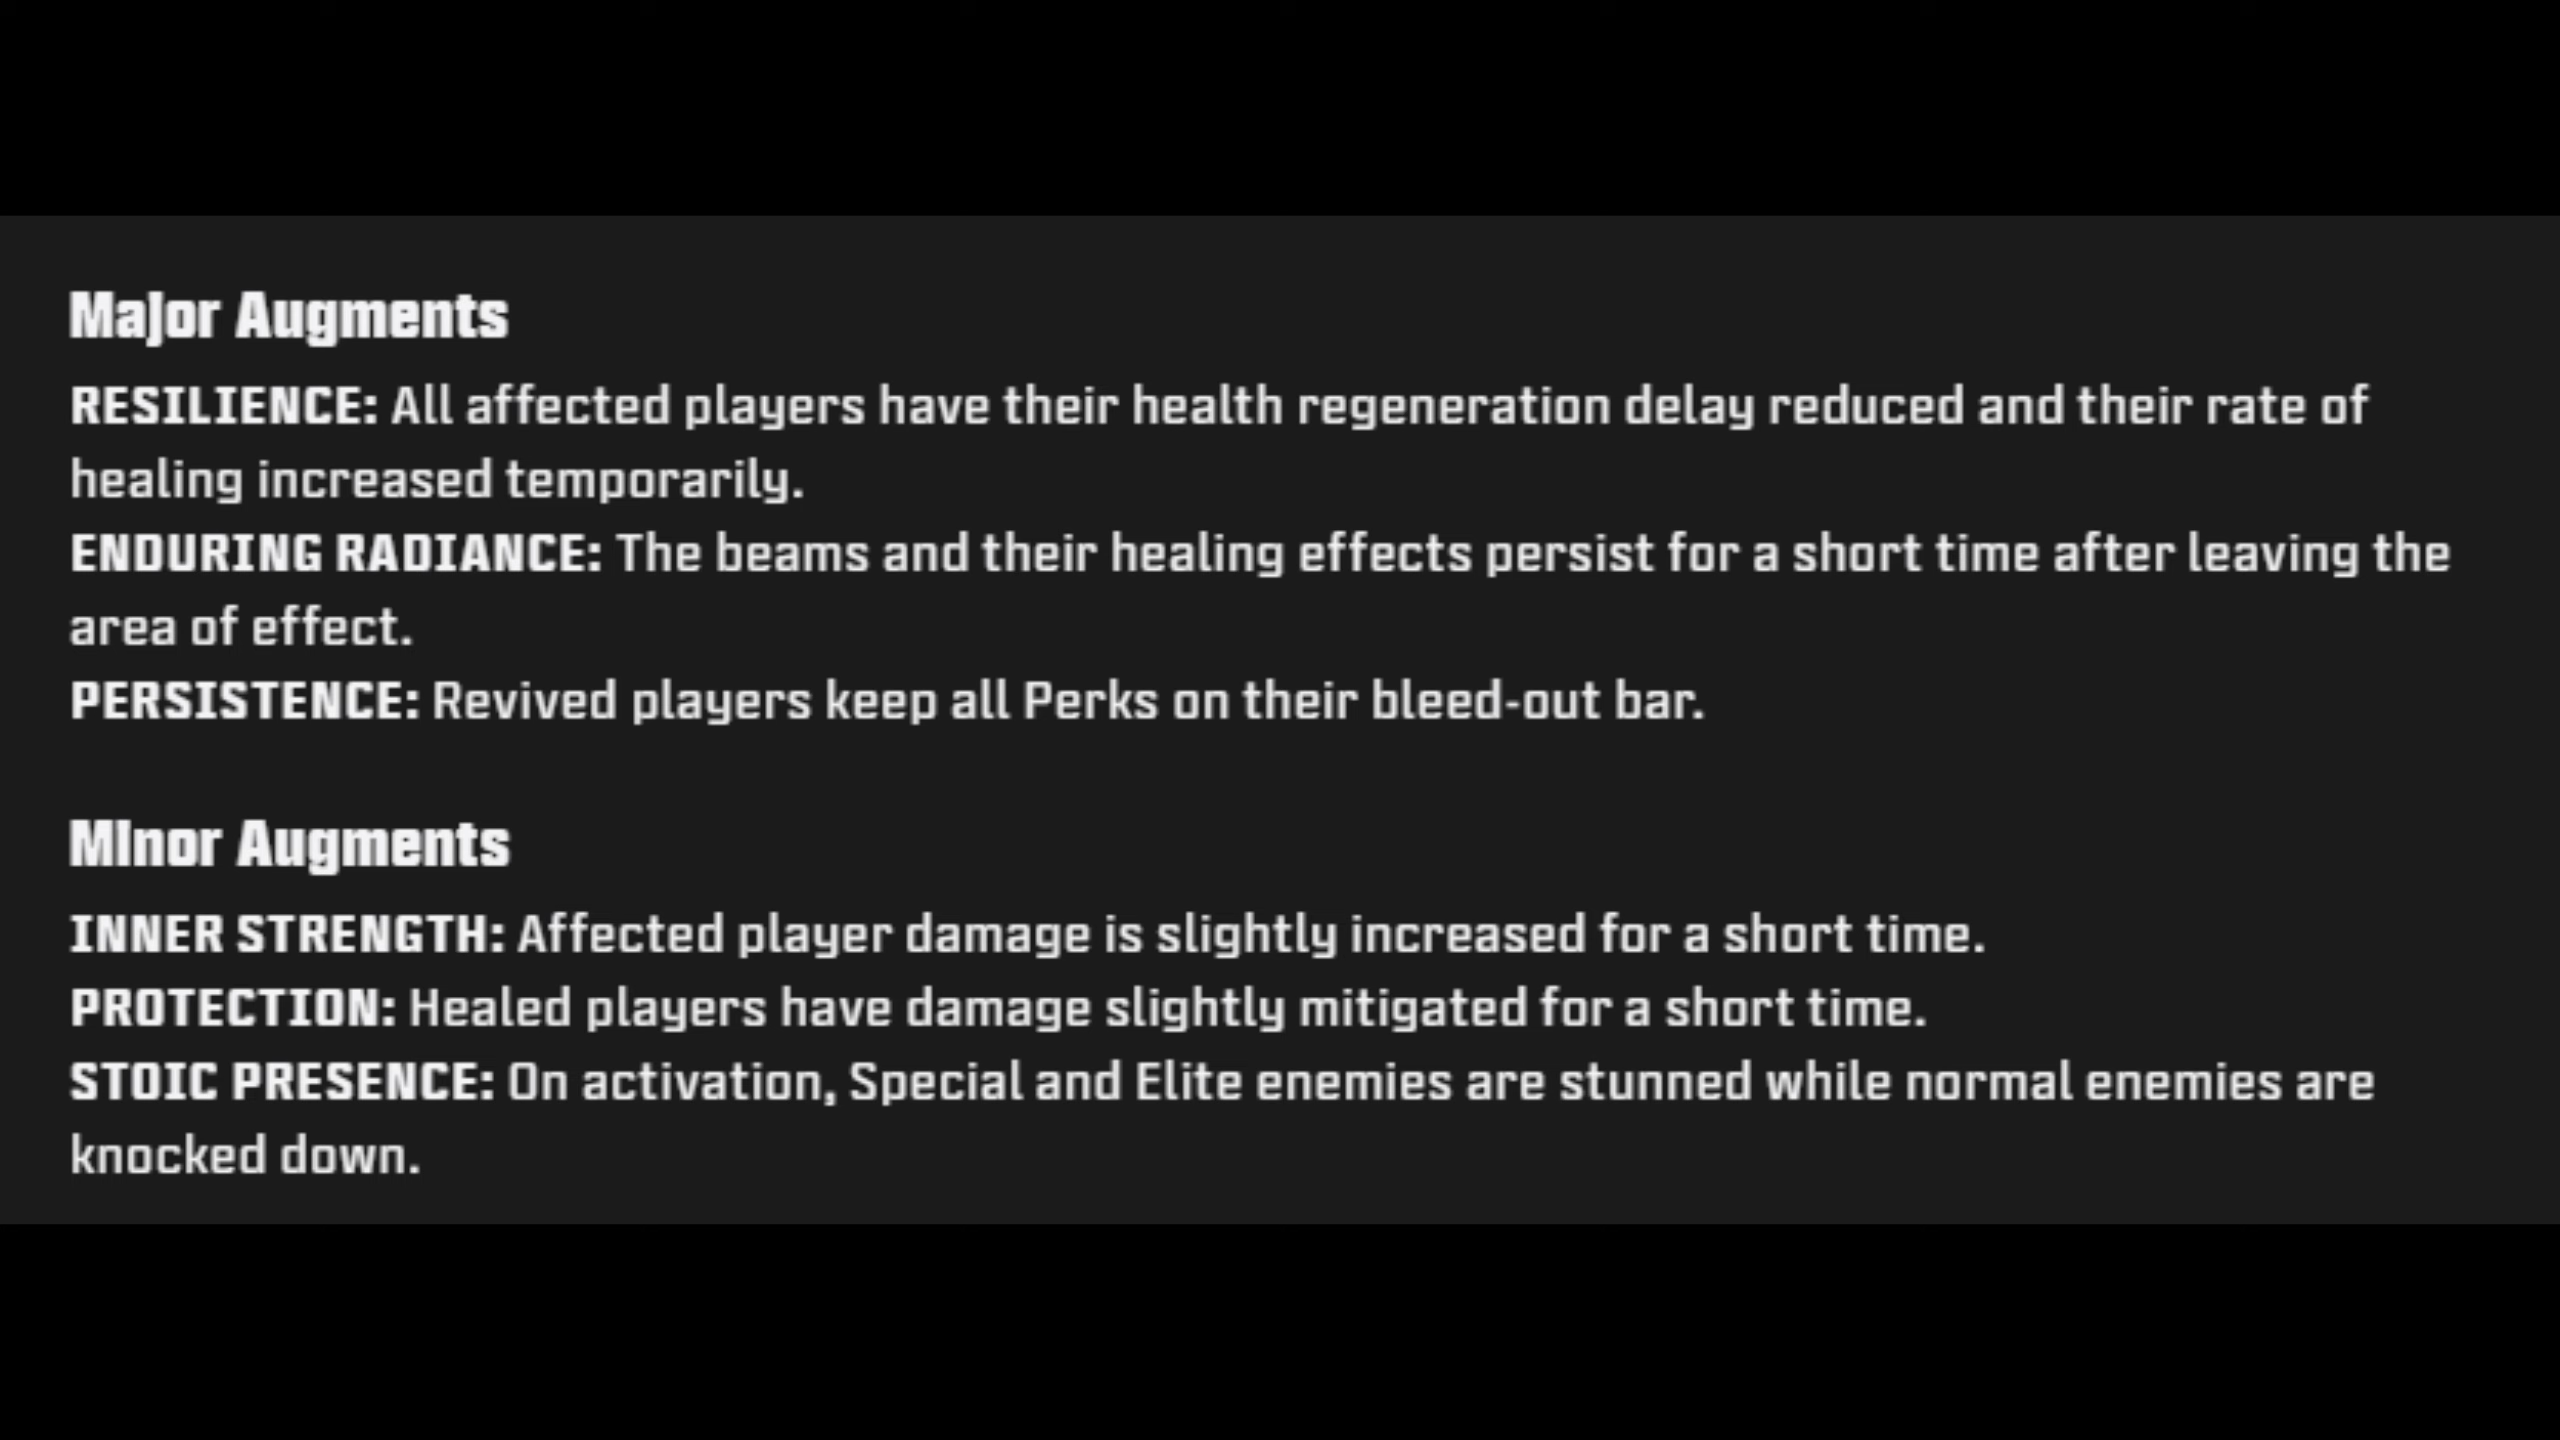 Major Augments
RESILIENCE: All affected players have their health regeneration delay reduced and their rate of
healing increased temporarily.
ENDURING RADIANCE: The beams and their healing effects persist for a short time after leaving the
area of effect.
PERSISTENCE: Revived players keep all Perks on their bleed-out bar.
Minor Augments
INNER STRENGTH: Affected player damage is slightly increased for a short time.
PROTECTION: Healed players have damage slightly mitigated for a short time.
STOIC PRESENCE: On activation, Special and Elite enemies are stunned while normal enemies are
knocked down.